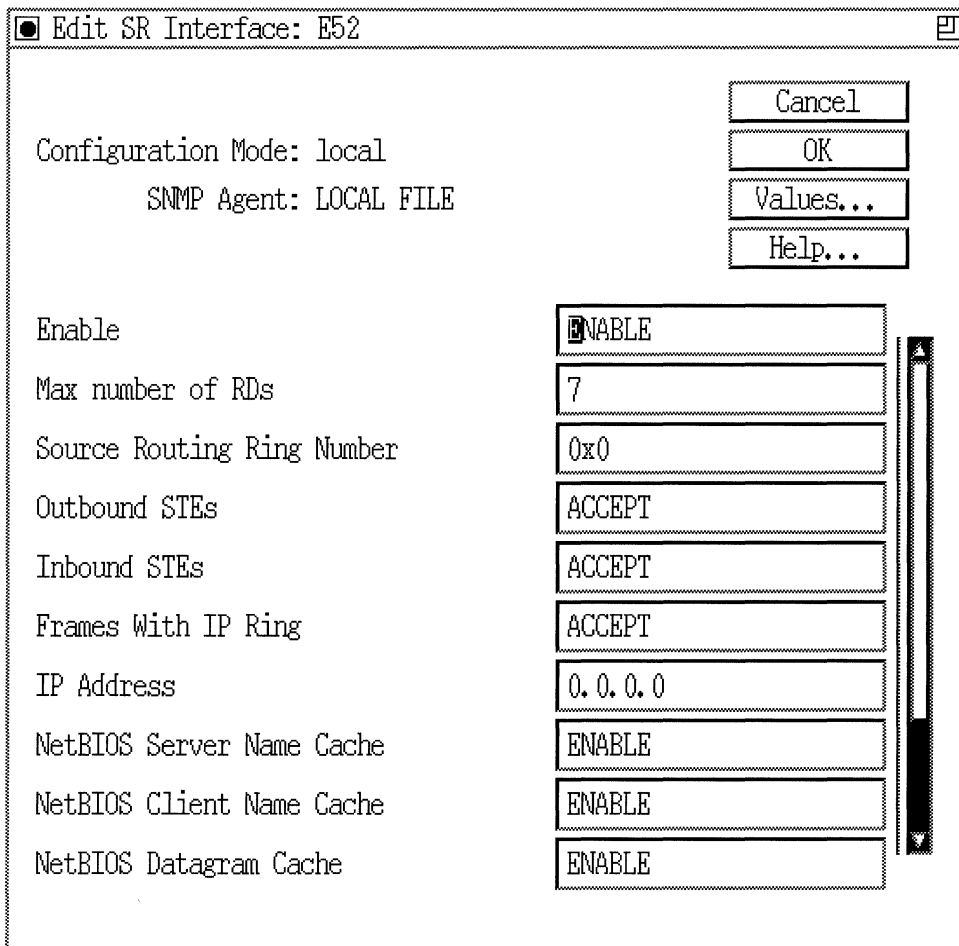 Edit SR Interface: E52
Cancel
Configuration Mode: local
OK
SNMP Agent: LOCAL FILE
Values...
Help...
Enable ENABLE
Max number of RDs 7
Source Routing Ring Number 0x0
Outbound STEs ACCEPT
Inbound STEs ACCEPT
Frames With IP Ring ACCEPT
IP Address 0.0.0.0
NetBIOS Server Name Cache ENABLE
NetBIOS Client Name Cache ENABLE
NetBIOS Datagram Cache ENABLE